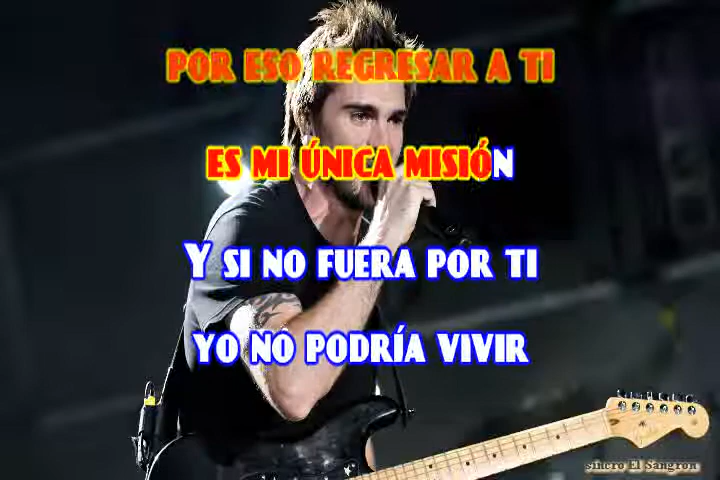 POR ESO REGRESAR A TI
ES MI ÚNICA MISIÓN
Y SI NO FUERA POR TI
YO NO PODRÍA VIVIR
sincro El Sangron